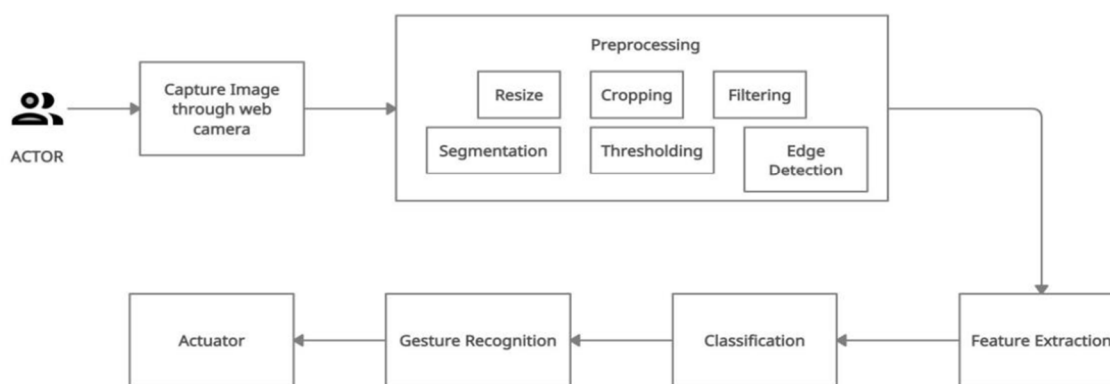 ACTOR
Capture Image
through web
camera
Preprocessing
Resize
Cropping
Filtering
Segmentation
Thresholding
Edge
Detection
Actuator
Gesture Recognition
Classification
Feature Extraction